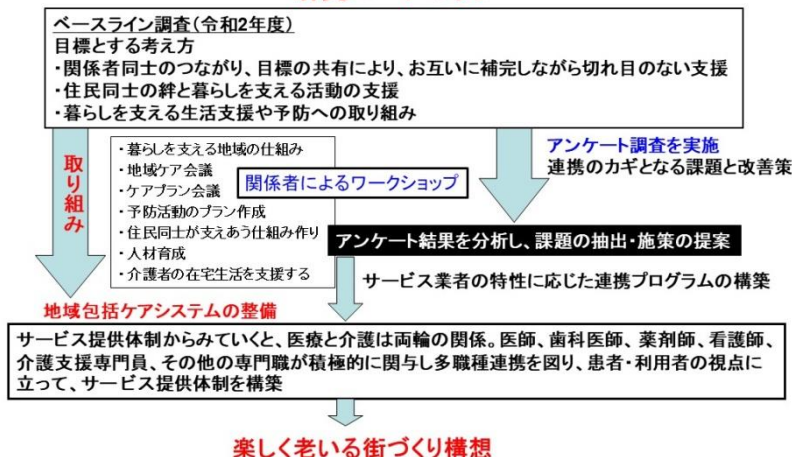 ベースライン調査(令和2年度)
目標とする考え方
・関係者同士のつながり、目標の共有により、お互いに補完しながら切れ目のない支援
・住民同士の絆と暮らしを支える活動の支援
・暮らしを支える生活支援や予防への取り組み
取り組み
・暮らしを支える地域の仕組み
・地域ケア会議
・ケアプラン会議
・予防活動のプラン作成
・住民同士が支えあう仕組み作り
・人材育成
・介護者の在宅生活を支援する
関係者によるワークショップ
アンケート調査を実施
連携のカギとなる課題と改善策
アンケート結果を分析し、課題の抽出・施策の提案
サービス業者の特性に応じた連携プログラムの構築
地域包括ケアシステムの整備
サービス提供体制からみていくと、医療と介護は両輪の関係。医師、歯科医師、薬剤師、看護師、
介護支援専門員、その他の専門職が積極的に関与し多職種連携を図り、患者・利用者の視点に
立って、サービス提供体制を構築
楽しく老いる街づくり構想